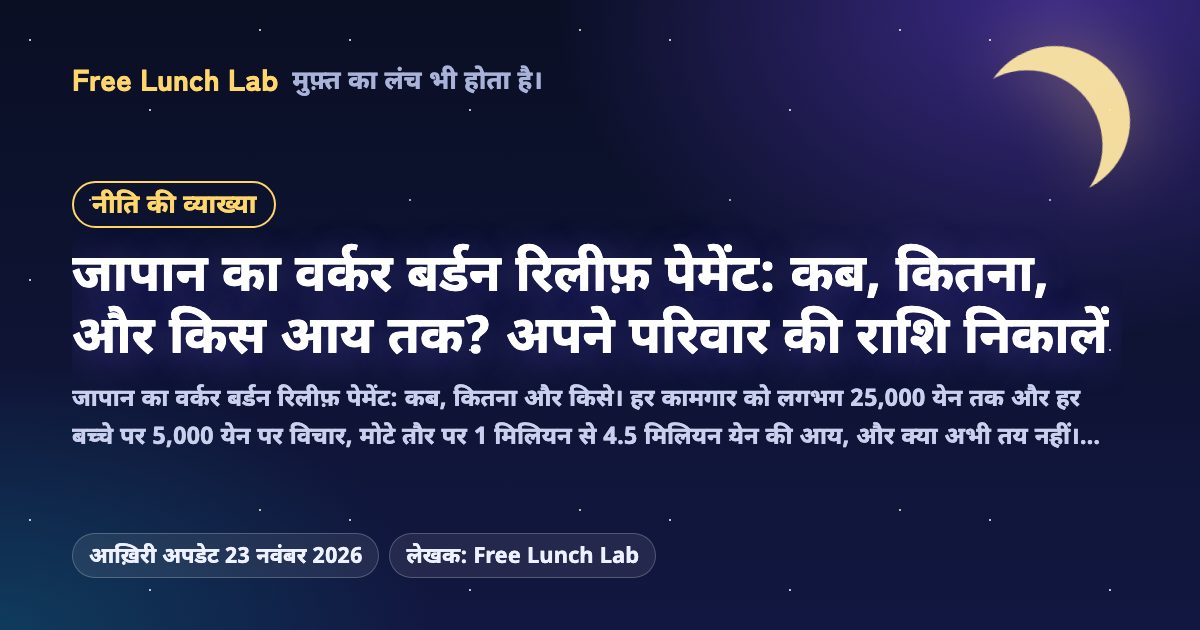 Free Lunch Lab मुफ़्त का लंच भी होता है।
नीति की व्याख्या
जापान का वर्कर बर्डन रिलीफ़ पेमेंट: कब, कितना,
और किस आय तक? अपने परिवार की राशि निकालें
जापान का वर्कर बर्डन रिलीफ़ पेमेंट: कब, कितना और किसे। हर कामगार को लगभग 25,000 येन तक और हर
बच्चे पर 5,000 येन पर विचार, मोटे तौर पर 1 मिलियन से 4.5 मिलियन येन की आय, और क्या अभी तय नहीं।...
आख़िरी अपडेट 23 नवंबर 2026
लेखक: Free Lunch Lab